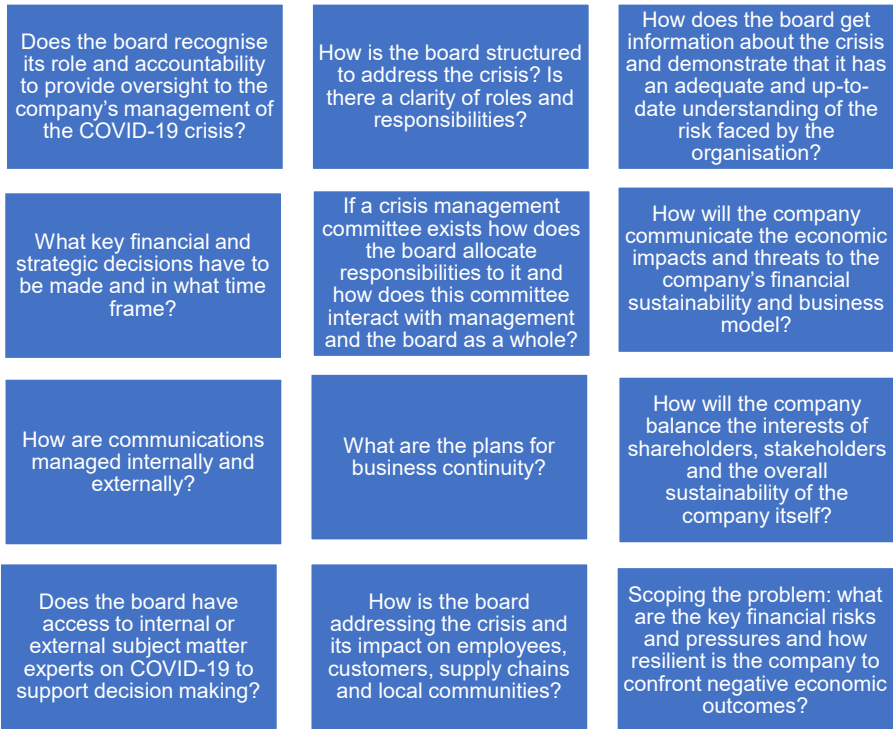 Does the board recognise
its role and accountability
to provide oversight to the
company's management of
the COVID-19 crisis?
How is the board structured
to address the crisis? Is
there a clarity of roles and
responsibilities?
How does the board get
information about the crisis
and demonstrate that it has
an adequate and up-to-
date understanding of the
risk faced by the
organisation?
What key financial and
strategic decisions have to
be made and in what time
frame?
If a crisis management
committee exists how does
the board allocate
responsibilities to it and
how does this committee
interact with management
and the board as a whole?
How will the company
communicate the economic
impacts and threats to the
company's financial
sustainability and business
model?
How are communications
managed internally and
externally?
What are the plans for
business continuity?
How will the company
balance the interests of
shareholders, stakeholders
and the overall
sustainability of the
company itself?
Does the board have
access to internal or
external subject matter
experts on COVID-19 to
support decision making?
How is the board
addressing the crisis and
its impact on employees,
customers, supply chains
and local communities?
Scoping the problem: what
are the key financial risks
and pressures and how
resilient is the company to
confront negative economic
outcomes?